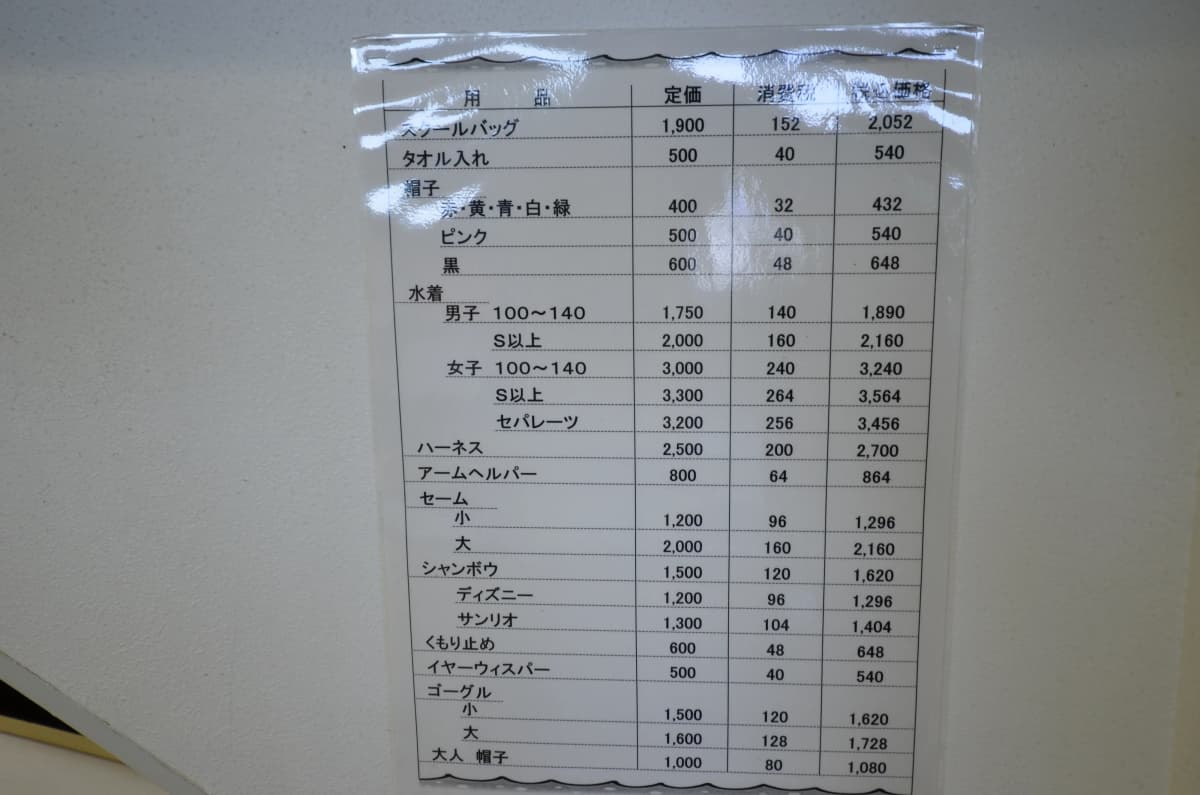 用 品 定価 消費税 税込価格
スクールバッグ 1,900 152 2,052
タオル入れ 500 40 540
帽子
赤・黄・青・白・緑 400 32 432
ピンク 500 40 540
黒 600 48 648
水着
男子 100～140 1,750 140 1,890
S以上 2,000 160 2,160
女子 100～140 3,000 240 3,240
S以上 3,300 264 3,564
セパレーツ 3,200 256 3,456
ハーネス 2,500 200 2,700
アームヘルパー 800 64 864
セーム
小 1,200 96 1,296
大 2,000 160 2,160
シャンボウ 1,500 120 1,620
ディズニー 1,200 96 1,296
サンリオ 1,300 104 1,404
くもり止め 600 48 648
イヤーウィスパー 500 40 540
ゴーグル
小 1,500 120 1,620
大 1,600 128 1,728
大人 帽子 1,000 80 1,080